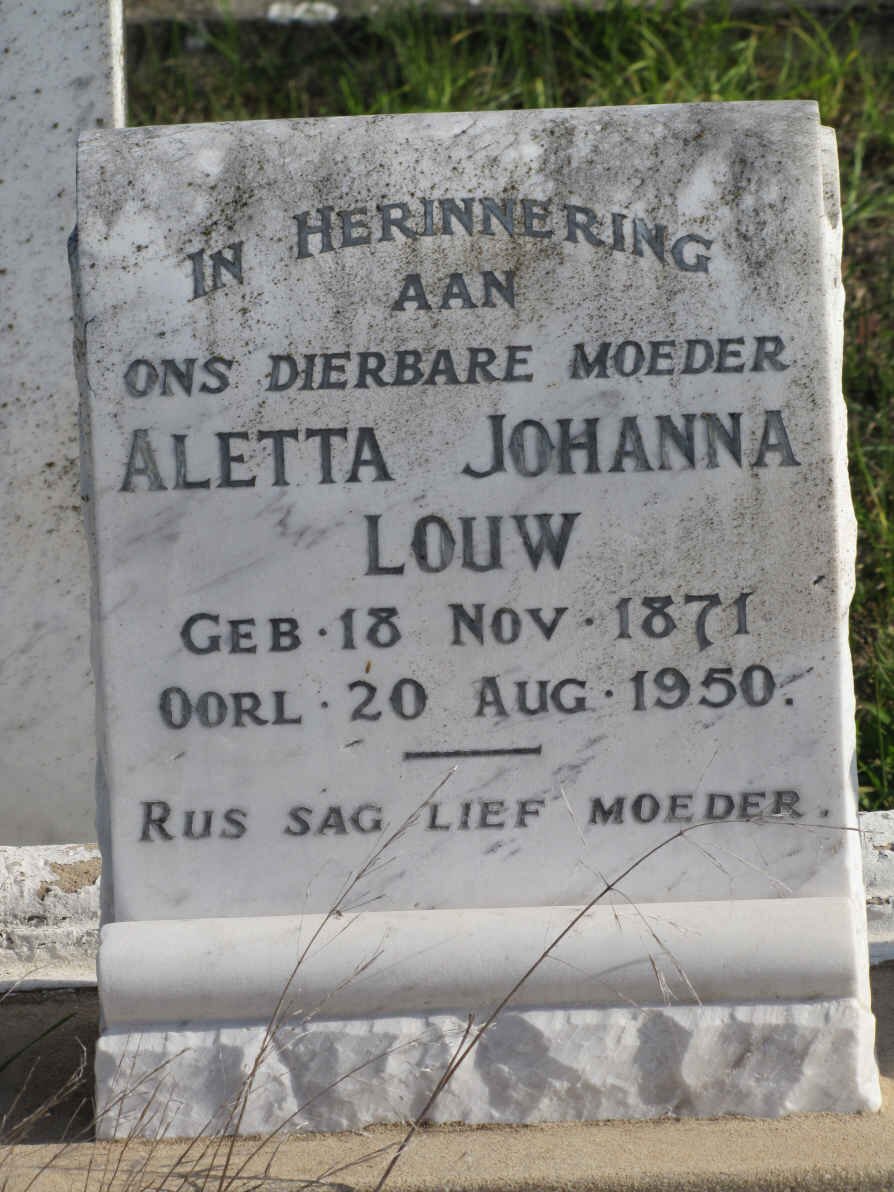 IN HERINNERING
AAN
ONS DIERBARE MOEDER
ALETTA JOHANNA
LOUW
GEB·18 NOV·1871
OORL·20 AUG·1950.
RUS SAG LIEF MOEDER.